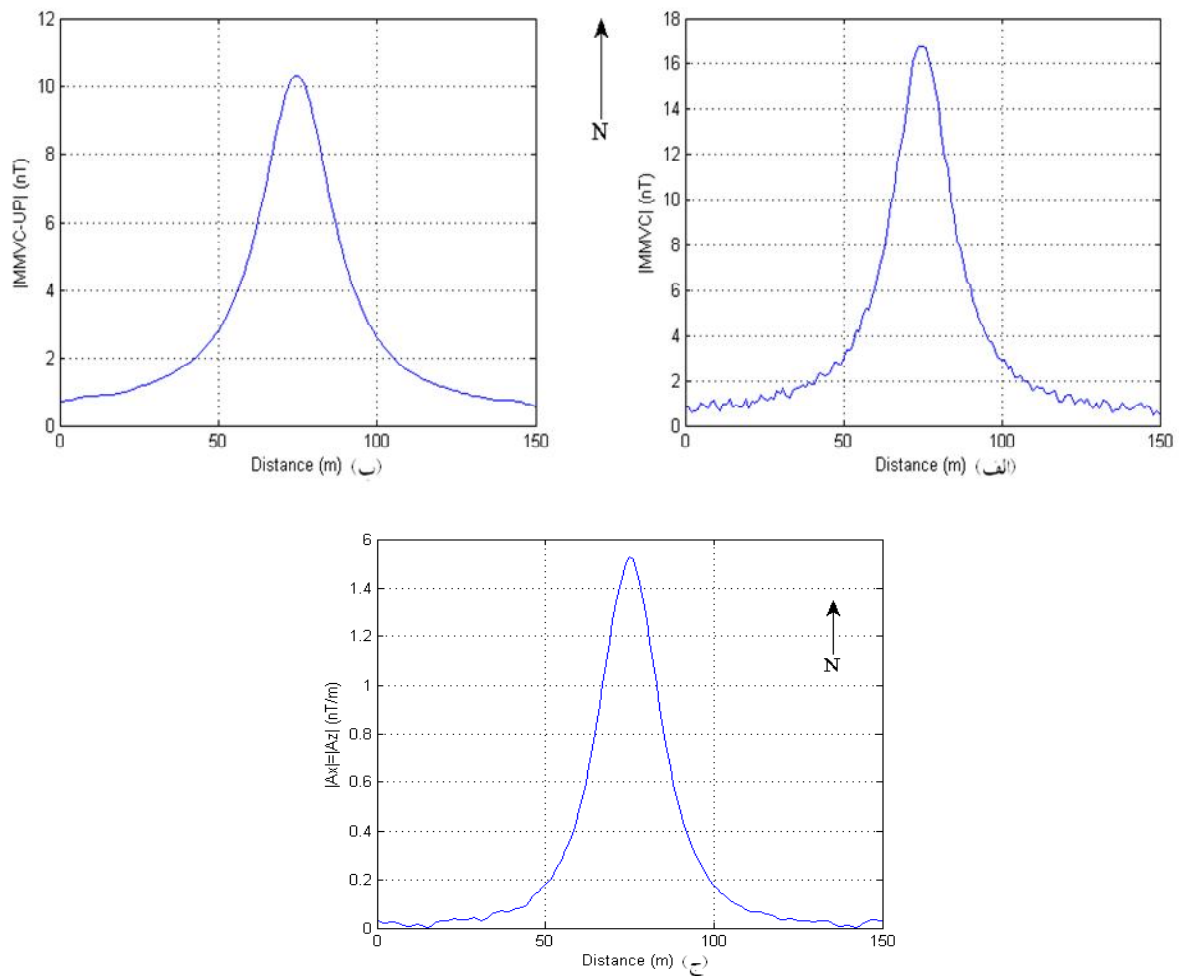 |MMVC-UP| (nT)
12
10
8
6
4
2
0
0 50 100 150
Distance (m) (ب)
N
|MMVC| (nT)
18
16
14
12
10
8
6
4
2
0
0 50 100 150
Distance (m) (الف)
|Ax|=|Az| (nT/m)
6
1.4
1.2
1
0.8
0.6
0.4
0.2
0
0 50 100 150
N
Distance (m) (ج)